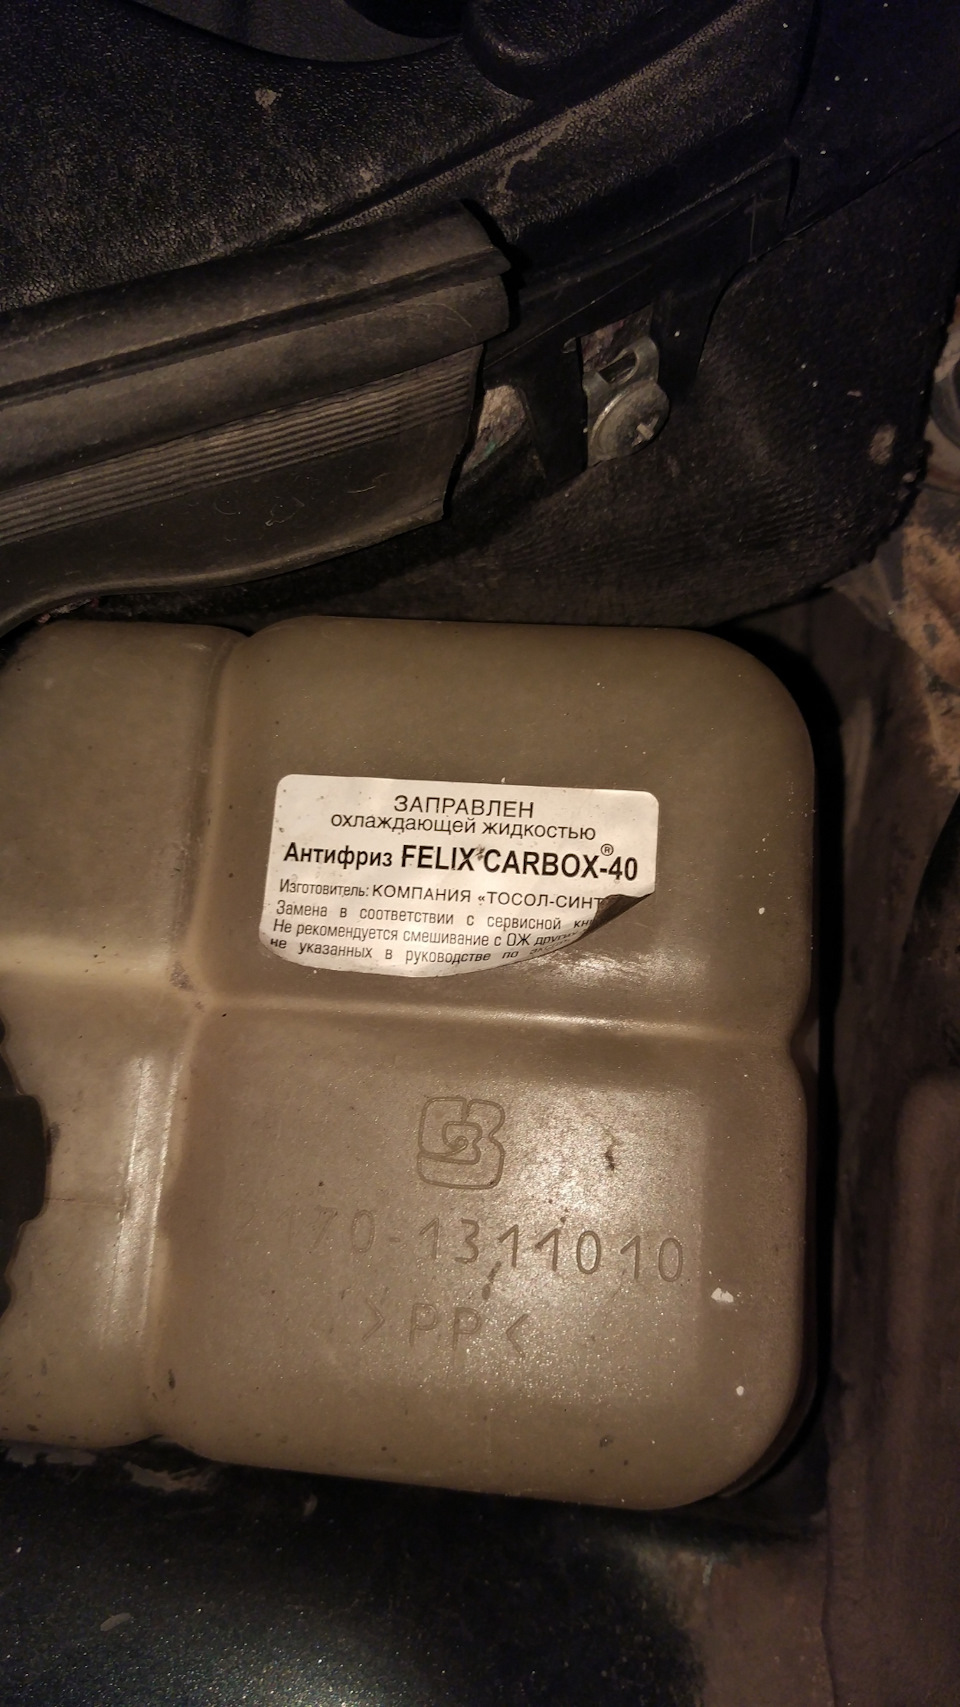 ЗАПРАВЛЕН
охлаждающей жидкостью
Антифриз FELIX CARBOX®-40
Изготовитель: КОМПАНИЯ «ТОСОЛ-СИНТ
Замена в соответствии с сервисной
Не рекомендуется смешивание с ОЖ
не указанных в руководстве по
70-1311010
>PP<